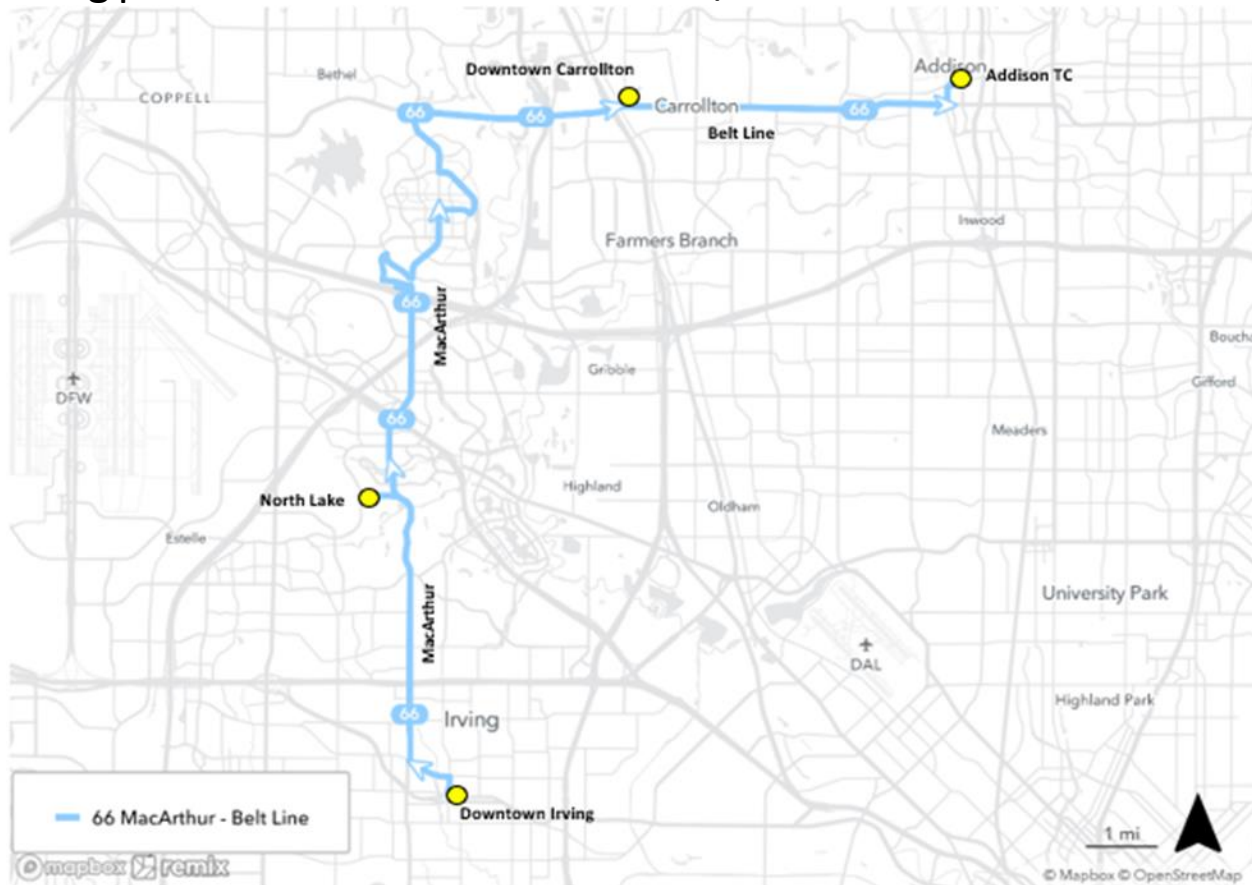 Bethel
Downtown Carrollton
Addison
Addison TC
COPPELL
66
66
Carrollton
66
Belt Line
Inwood
Farmers Branch
66
MacArthur
Gribble
Gifford
DFW
66
Meaders
North Lake
Highland
Oldham
Estelle
MacArthur
University Park
DAL
Highland Park
66
Irving
Downtown Irving
66 MacArthur - Belt Line
1 mi
mapbox remix
© Mapbox © OpenStreetMap